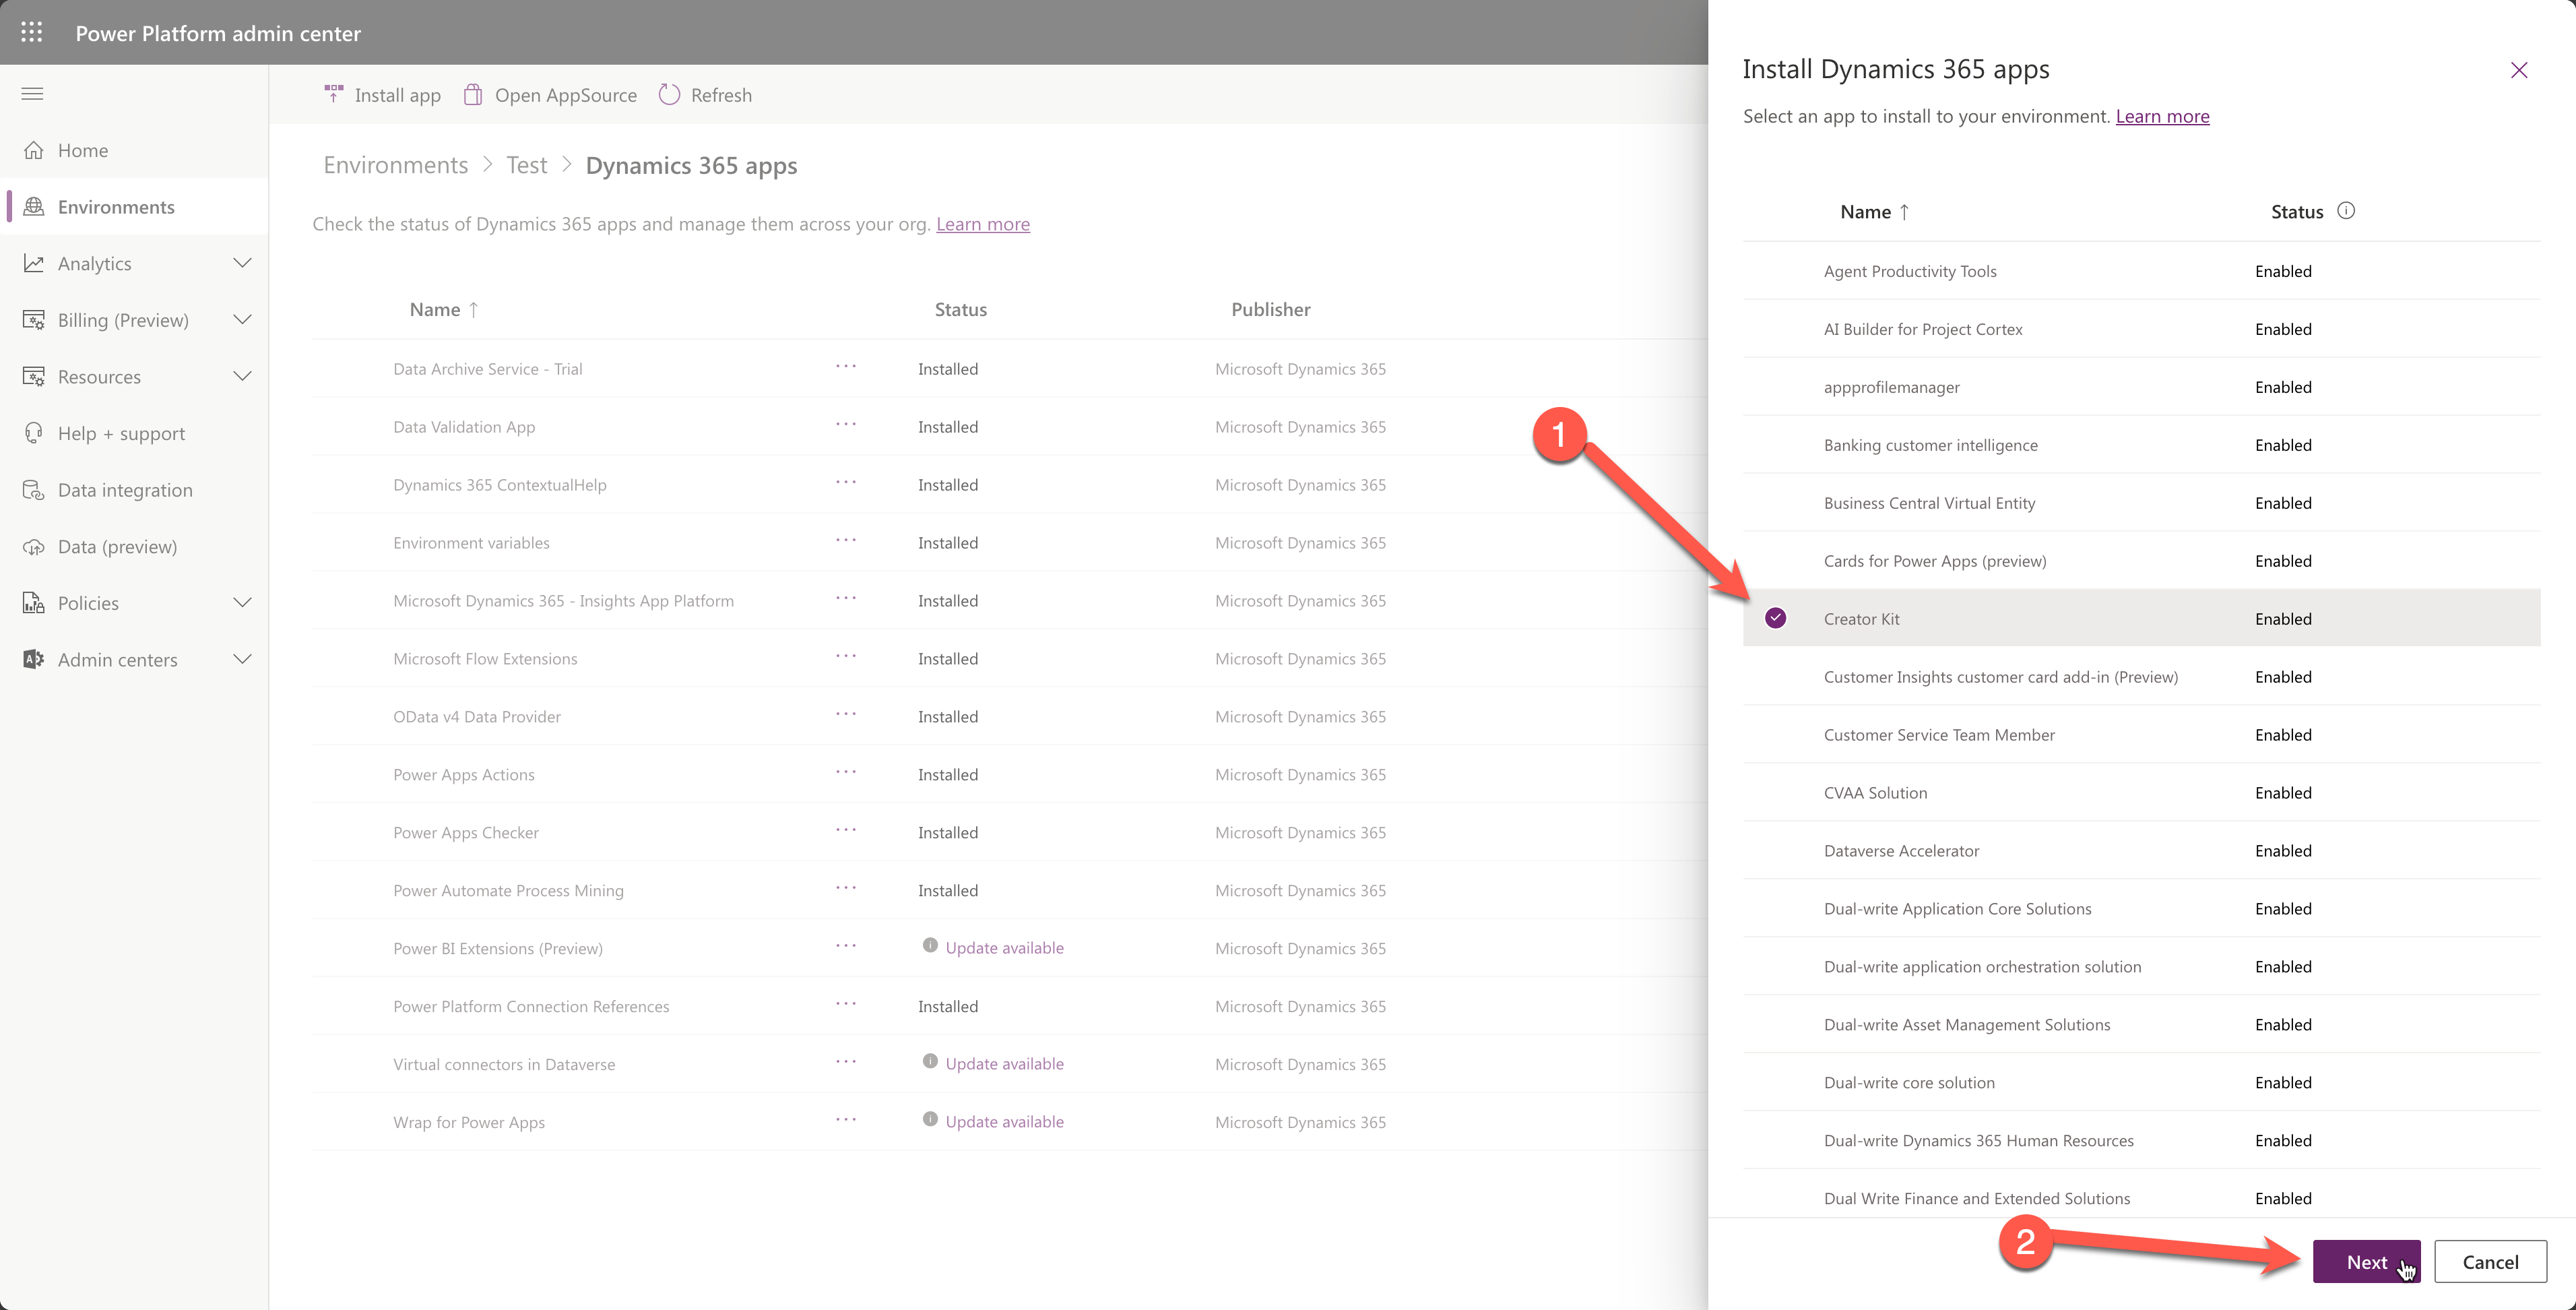 Power Platform admin center
Home
Environments
Analytics
Billing (Preview)
Resources
Help + support
Data integration
Data (preview)
Policies
Admin centers
Install app Open AppSource Refresh
Environments > Test > Dynamics 365 apps
Check the status of Dynamics 365 apps and manage them across your org. Learn more
Name ↑ Status Publisher
Data Archive Service - Trial ... Installed Microsoft Dynamics 365
Data Validation App ... Installed Microsoft Dynamics 365
Dynamics 365 ContextualHelp ... Installed Microsoft Dynamics 365
Environment variables ... Installed Microsoft Dynamics 365
Microsoft Dynamics 365 - Insights App Platform ... Installed Microsoft Dynamics 365
Microsoft Flow Extensions ... Installed Microsoft Dynamics 365
OData v4 Data Provider ... Installed Microsoft Dynamics 365
Power Apps Actions ... Installed Microsoft Dynamics 365
Power Apps Checker ... Installed Microsoft Dynamics 365
Power Automate Process Mining ... Installed Microsoft Dynamics 365
Power BI Extensions (Preview) ... Update available Microsoft Dynamics 365
Power Platform Connection References ... Installed Microsoft Dynamics 365
Virtual connectors in Dataverse ... Update available Microsoft Dynamics 365
Wrap for Power Apps ... Update available Microsoft Dynamics 365
1
Install Dynamics 365 apps
Select an app to install to your environment. Learn more
Name ↑ Status
Agent Productivity Tools Enabled
AI Builder for Project Cortex Enabled
appprofilemanager Enabled
Banking customer intelligence Enabled
Business Central Virtual Entity Enabled
Cards for Power Apps (preview) Enabled
Creator Kit Enabled
Customer Insights customer card add-in (Preview) Enabled
Customer Service Team Member Enabled
CVAA Solution Enabled
Dataverse Accelerator Enabled
Dual-write Application Core Solutions Enabled
Dual-write application orchestration solution Enabled
Dual-write Asset Management Solutions Enabled
Dual-write core solution Enabled
Dual-write Dynamics 365 Human Resources Enabled
Dual Write Finance and Extended Solutions Enabled
2
Next Cancel